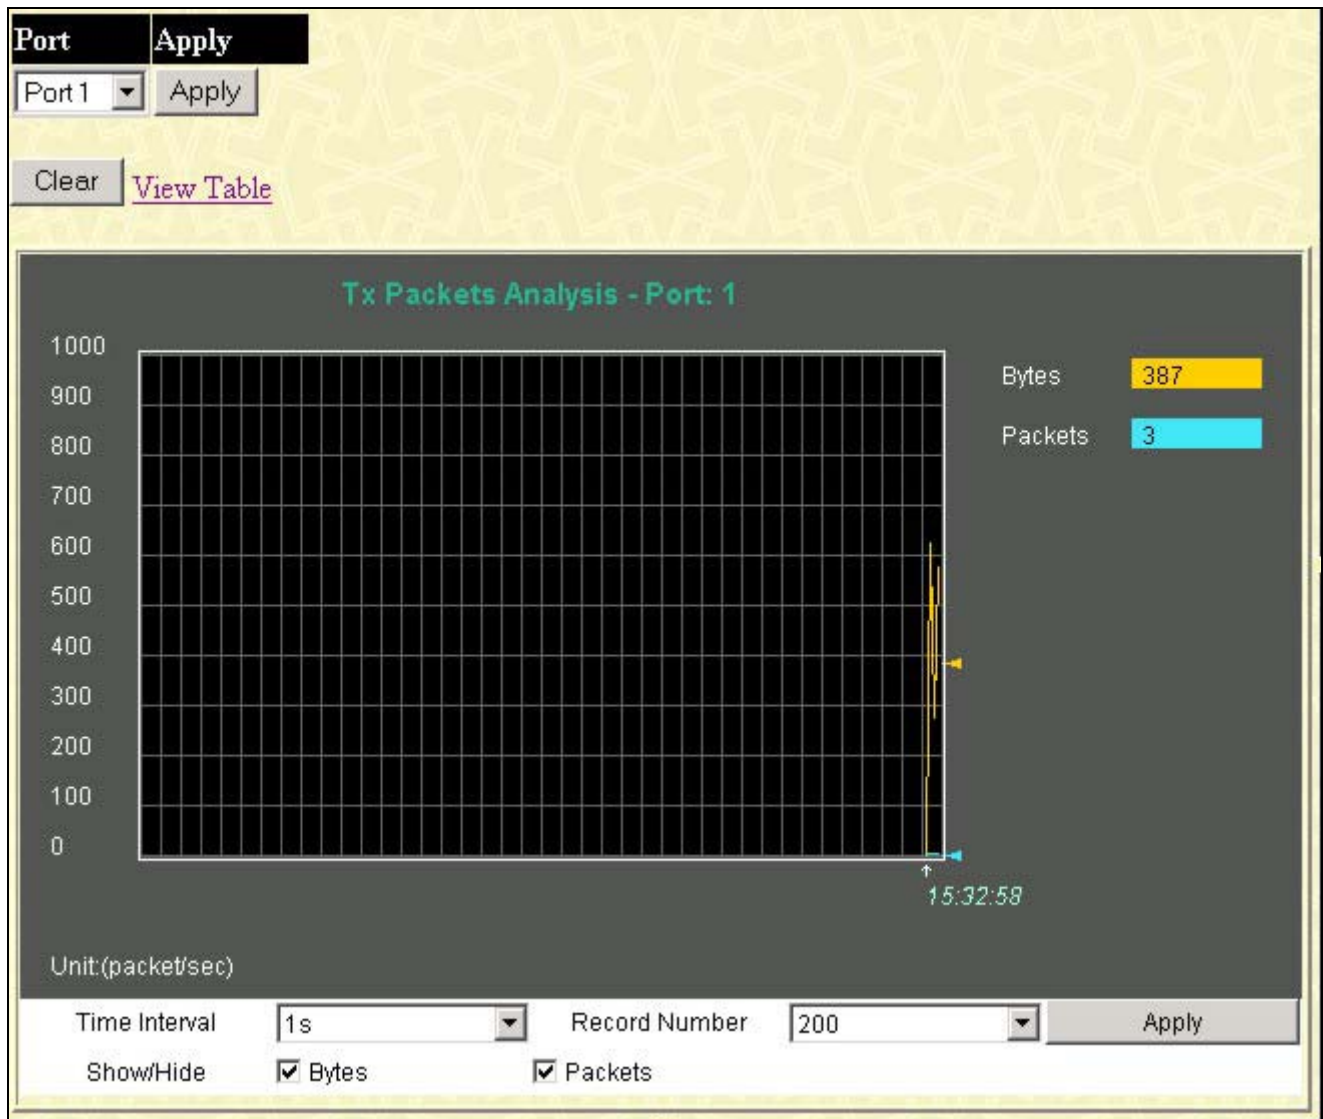 Port Apply
Port 1 Apply
Clear View Table
Tx Packets Analysis - Port: 1
1000
900
800
700
600
500
400
300
200
100
0
Bytes 387
Packets 3
15:32:58
Unit:(packet/sec)
Time Interval 1s Record Number 200 Apply
Show/Hide Bytes Packets